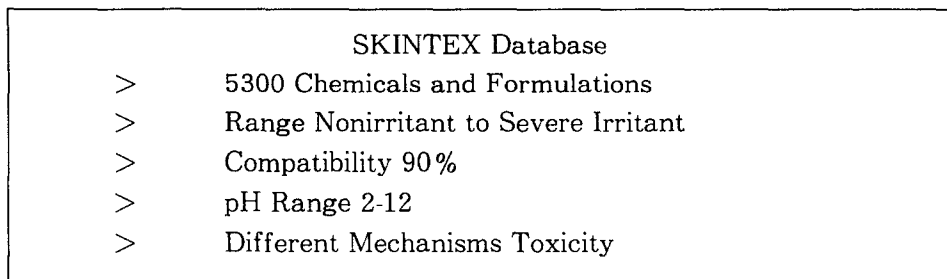 SKINTEX Database
> 5300 Chemicals and Formulations
> Range Nonirritant to Severe Irritant
> Compatibility 90%
> pH Range 2-12
> Different Mechanisms Toxicity